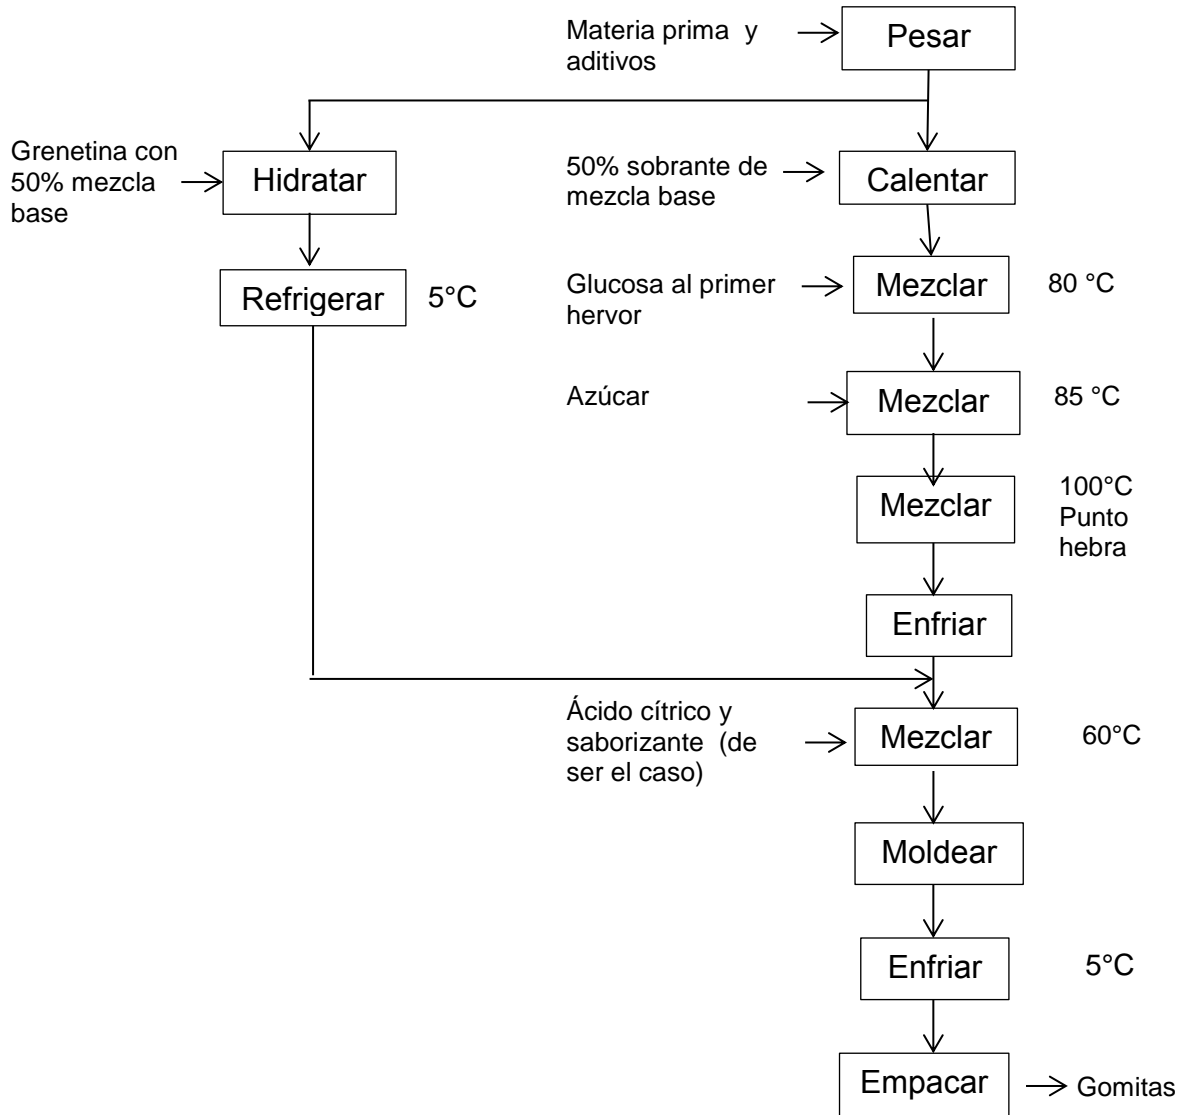 Materia prima y
aditivos
Pesar
Grenetina con
50% mezcla
base
Hidratar
50% sobrante de
mezcla base
Calentar
Refrigerar
5°C
Glucosa al primer
hervor
Mezclar
80 °C
Azúcar
Mezclar
85 °C
Mezclar
100°C
Punto
hebra
Enfriar
Ácido cítrico y
saborizante (de
ser el caso)
Mezclar
60°C
Moldear
Enfriar
5°C
Empacar
Gomitas